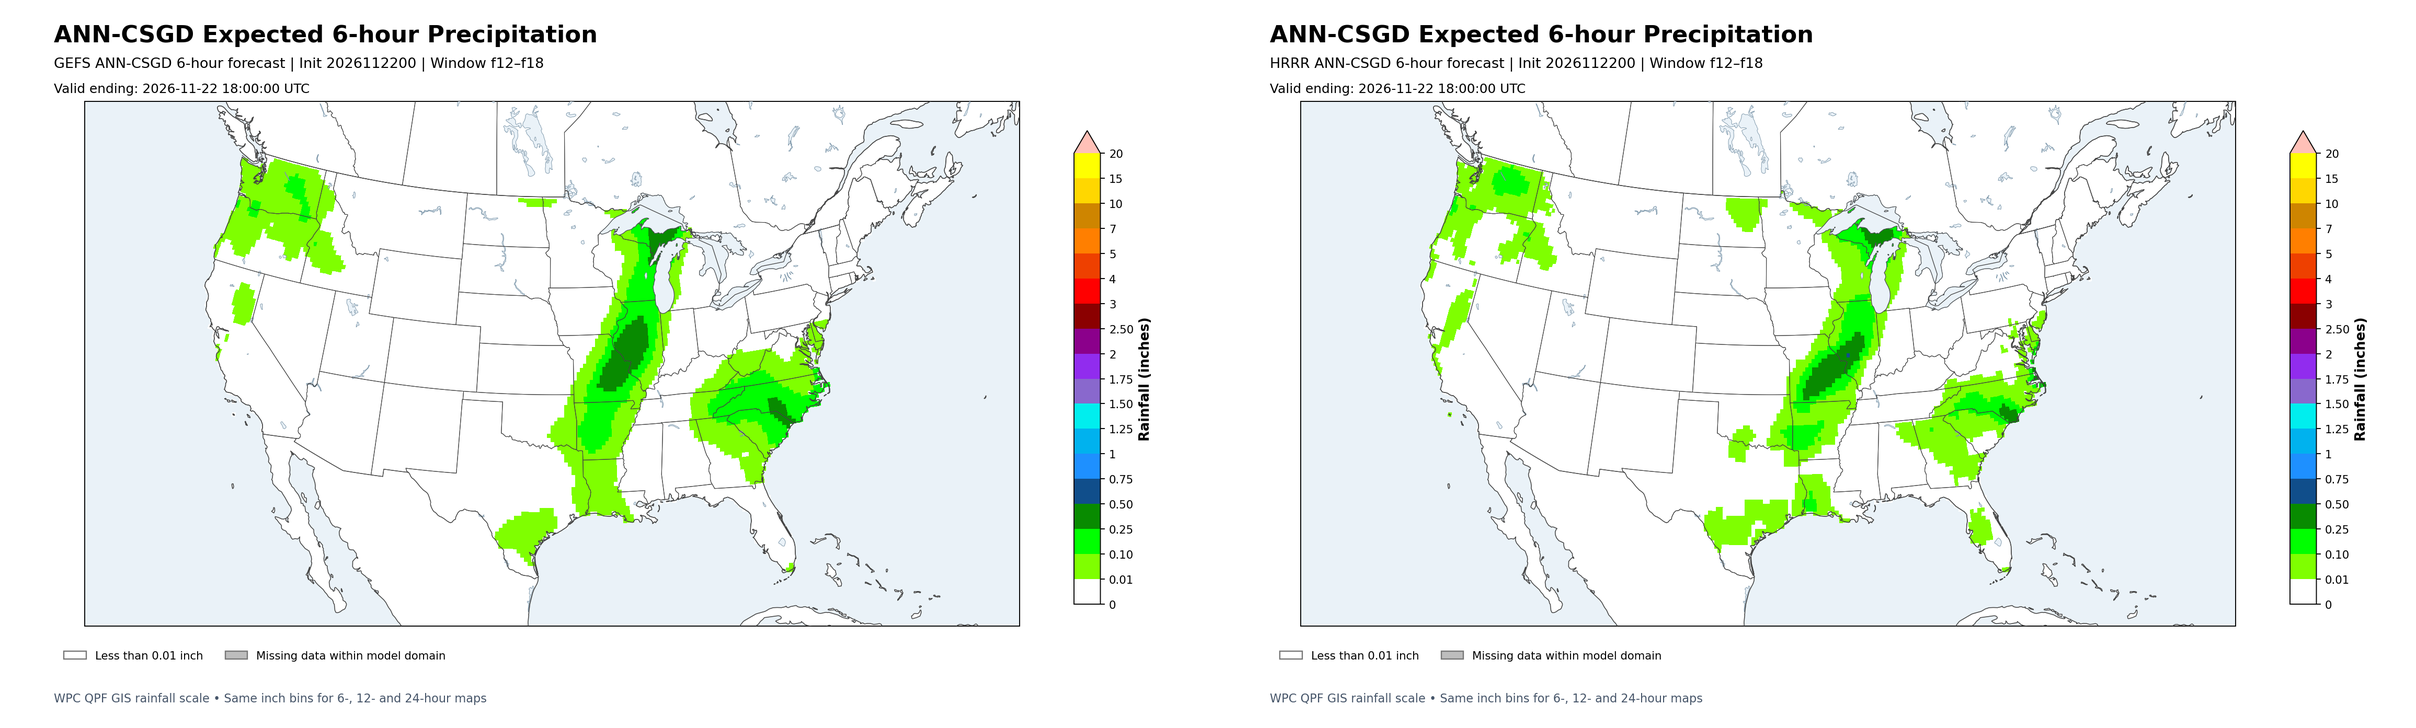 ANN-CSGD Expected 6-hour Precipitation
GEFS ANN-CSGD 6-hour forecast | Init 2026112200 | Window f12–f18
Valid ending: 2026-11-22 18:00:00 UTC
20
15
10
7
5
4
3
2.50
2
1.75
1.50
1.25
1
0.75
0.50
0.25
0.10
0.01
0
Rainfall (inches)
Less than 0.01 inch
Missing data within model domain
WPC QPF GIS rainfall scale • Same inch bins for 6-, 12- and 24-hour maps
ANN-CSGD Expected 6-hour Precipitation
HRRR ANN-CSGD 6-hour forecast | Init 2026112200 | Window f12–f18
Valid ending: 2026-11-22 18:00:00 UTC
20
15
10
7
5
4
3
2.50
2
1.75
1.50
1.25
1
0.75
0.50
0.25
0.10
0.01
0
Rainfall (inches)
Less than 0.01 inch
Missing data within model domain
WPC QPF GIS rainfall scale • Same inch bins for 6-, 12- and 24-hour maps